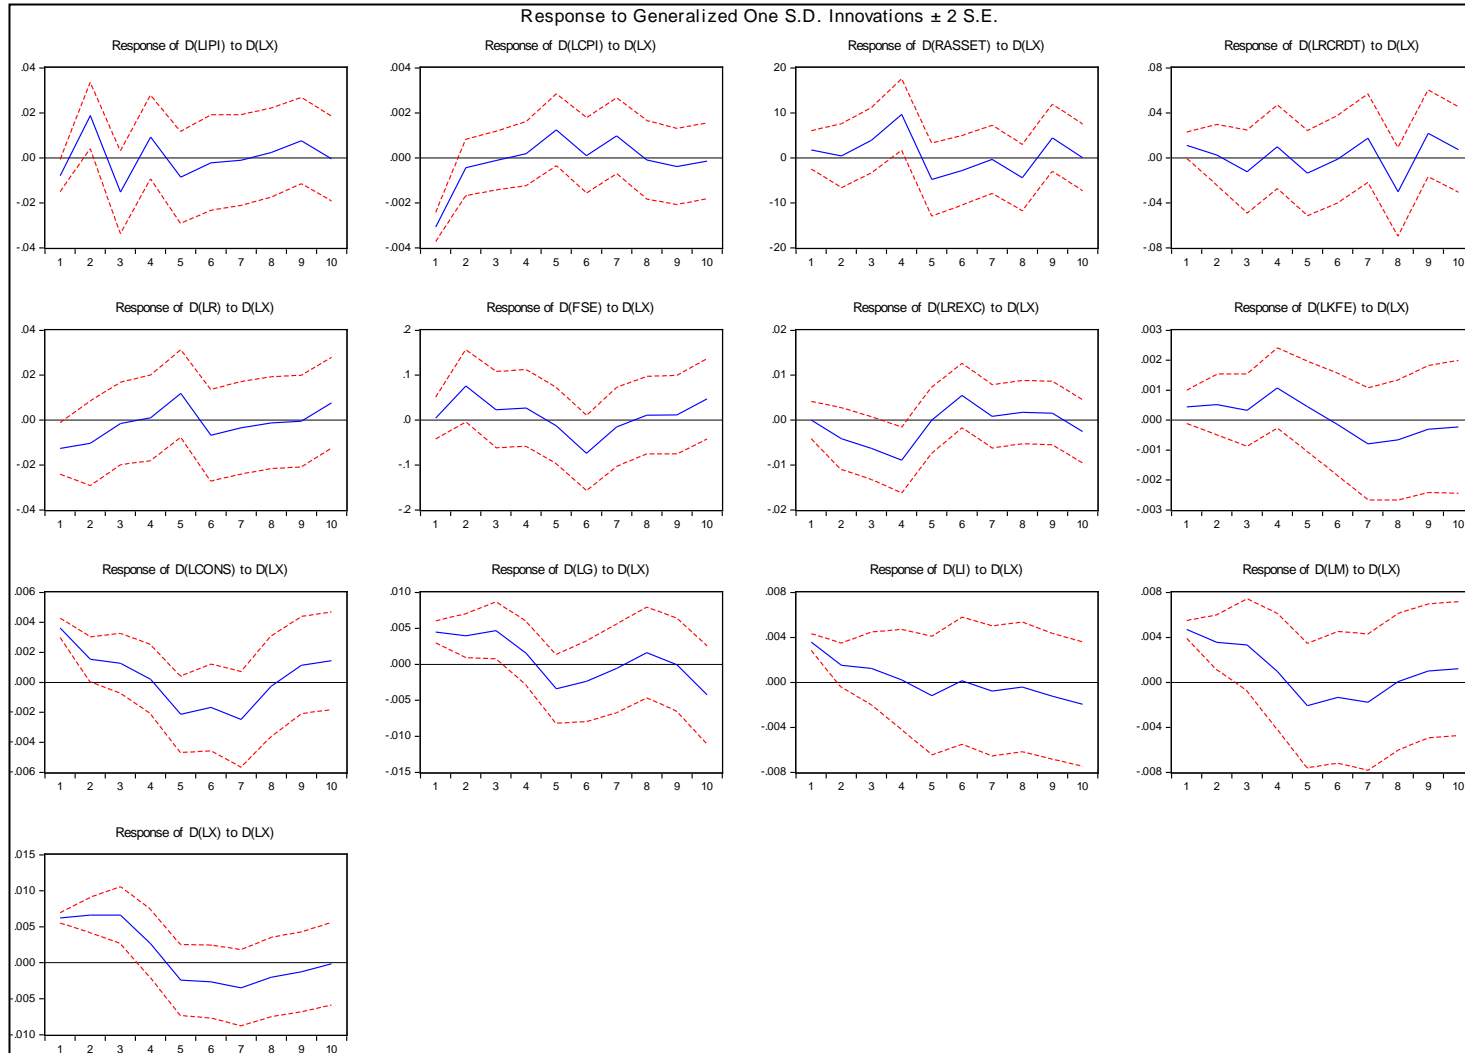 Response to Generalized One S.D. Innovations ± 2 S.E.
Response of D(LIPI) to D(LX)
.04
.02
.00
-.02
-.04
1 2 3 4 5 6 7 8 9 10
Response of D(LCPI) to D(LX)
.004
.002
.000
-.002
-.004
1 2 3 4 5 6 7 8 9 10
Response of D(RASSET) to D(LX)
20
10
0
-10
-20
1 2 3 4 5 6 7 8 9 10
Response of D(LRCRDT) to D(LX)
.08
.04
.00
-.04
-.08
1 2 3 4 5 6 7 8 9 10
Response of D(LR) to D(LX)
.04
.02
.00
-.02
-.04
1 2 3 4 5 6 7 8 9 10
Response of D(FSE) to D(LX)
.2
.1
.0
-.1
-.2
1 2 3 4 5 6 7 8 9 10
Response of D(LREXC) to D(LX)
.02
.01
.00
-.01
-.02
1 2 3 4 5 6 7 8 9 10
Response of D(LKFE) to D(LX)
.003
.002
.001
.000
-.001
-.002
-.003
1 2 3 4 5 6 7 8 9 10
Response of D(LCONS) to D(LX)
.006
.004
.002
.000
-.002
-.004
-.006
1 2 3 4 5 6 7 8 9 10
Response of D(LG) to D(LX)
.010
.005
.000
-.005
-.010
-.015
1 2 3 4 5 6 7 8 9 10
Response of D(LI) to D(LX)
.008
.004
.000
-.004
-.008
1 2 3 4 5 6 7 8 9 10
Response of D(LM) to D(LX)
.008
.004
.000
-.004
-.008
1 2 3 4 5 6 7 8 9 10
Response of D(LX) to D(LX)
.015
.010
.005
.000
-.005
-.010
1 2 3 4 5 6 7 8 9 10